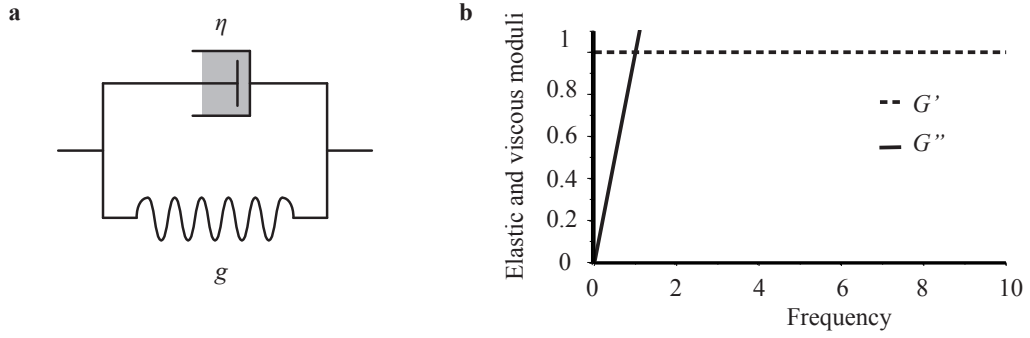 a
η
g
b
Elastic and viscous moduli
1
0.8
0.6
0.4
0.2
0
0 2 4 6 8 10
Frequency
G’
G”